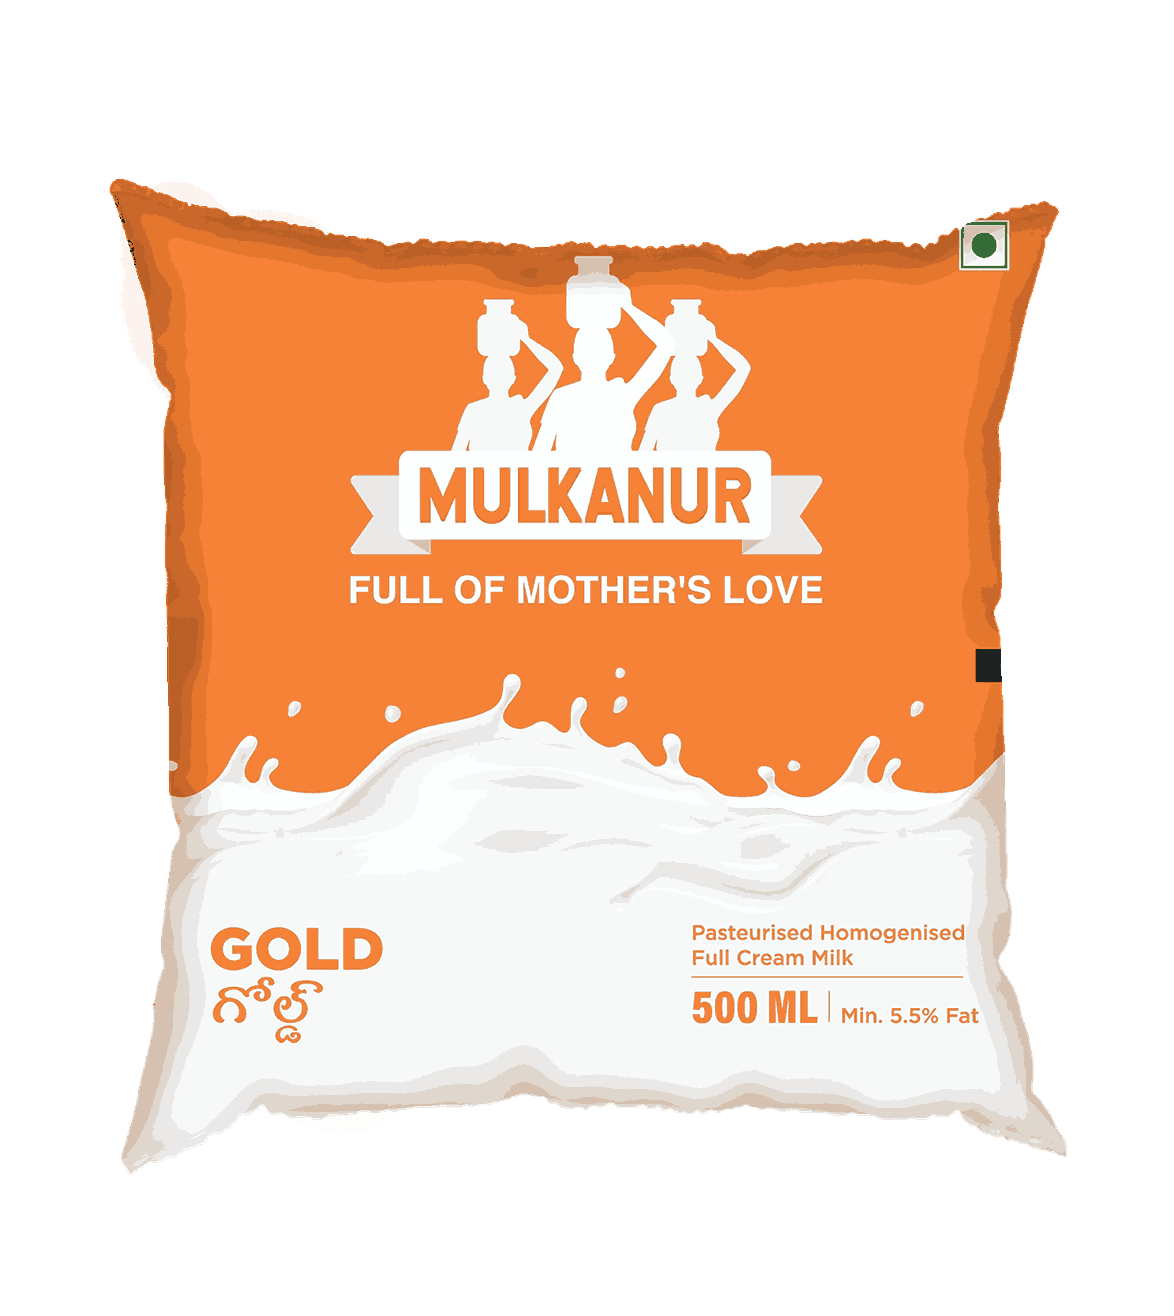 MULKANUR
FULL OF MOTHER'S LOVE
GOLD
గోల్డ్
Pasteurised Homogenised
Full Cream Milk
500 ML | Min. 5.5% Fat